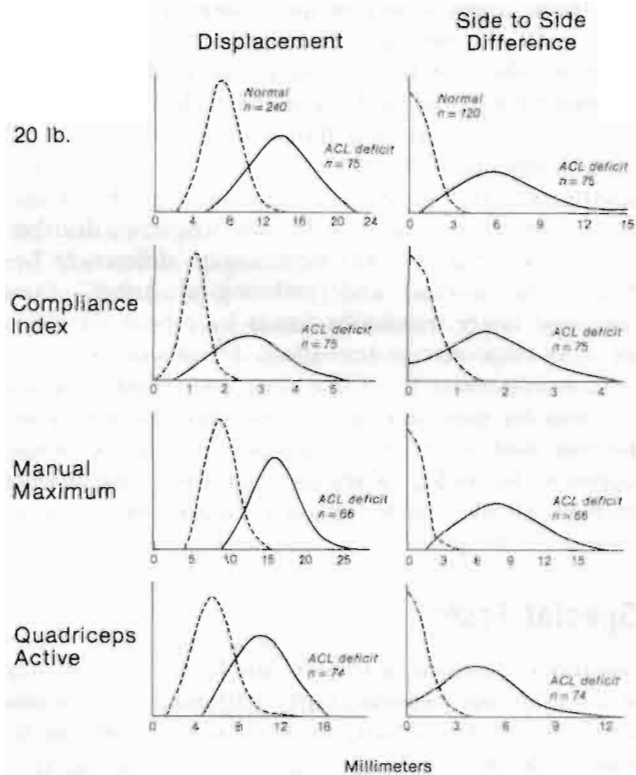 Displacement
Side to Side
Difference
20 lb.
Normal
n=240
ACL deficit
n=75
0 4 8 12 16 20 24
Normal
n=120
ACL deficit
n=75
0 3 6 9 12 15
Compliance
Index
ACL deficit
n=75
0 1 2 3 4 5
ACL deficit
n=75
0 1 2 3 4
Manual
Maximum
ACL deficit
n=66
0 5 10 15 20 25
ACL deficit
n=66
0 3 6 9 12 15
Quadriceps
Active
ACL deficit
n=74
0 4 8 12 16
ACL deficit
n=74
0 3 6 9 12
Millimeters